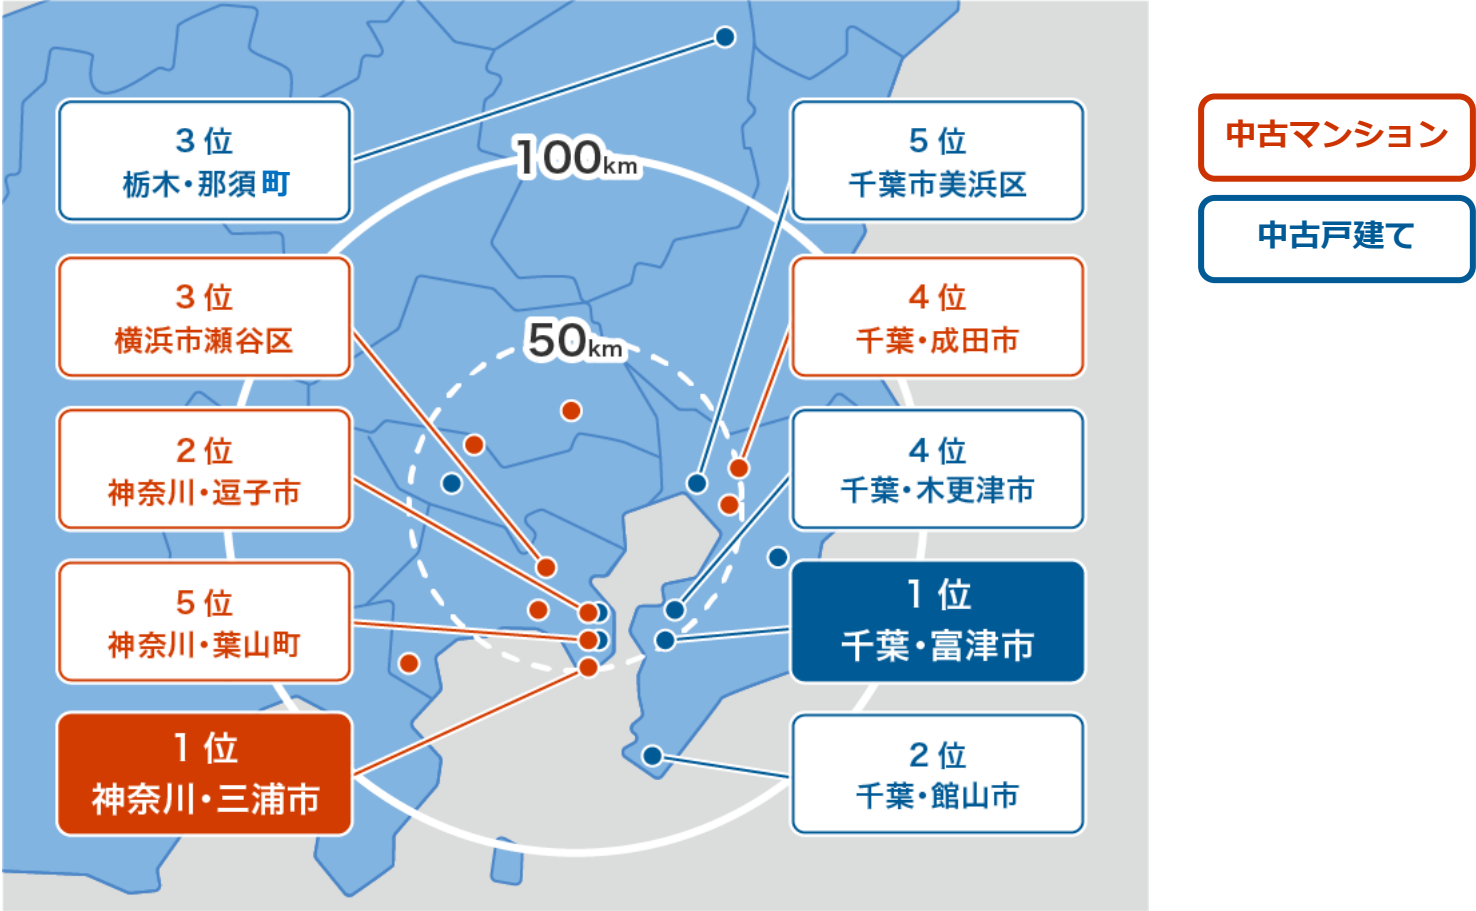 100km
50km
3位
栃木・那須町
3位
横浜市瀬谷区
2位
神奈川・逗子市
5位
神奈川・葉山町
1位
神奈川・三浦市
5位
千葉市美浜区
4位
千葉・成田市
4位
千葉・木更津市
1位
千葉・富津市
2位
千葉・館山市
中古マンション
中古戸建て